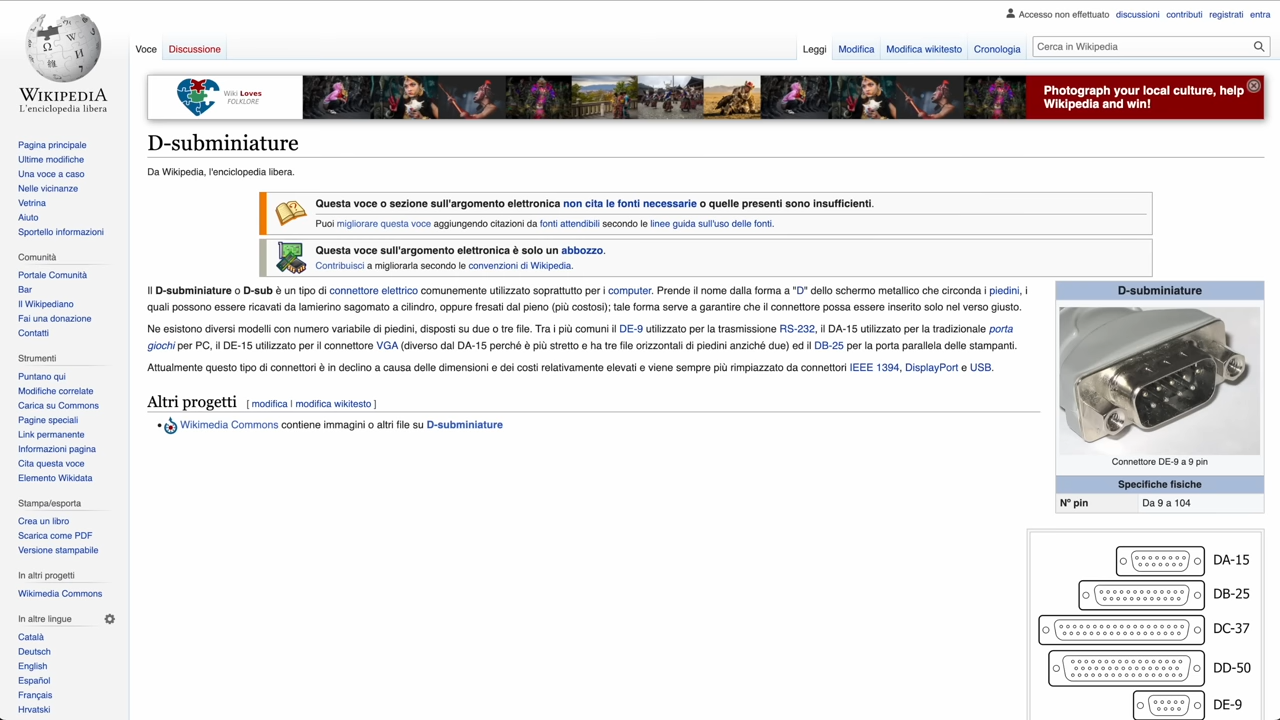 Accesso non effettuato discussioni contributi registrati entra
WIKIPEDIA
L'enciclopedia libera
Voce Discussione Leggi Modifica Modifica wikitesto Cronologia Cerca in Wikipedia
Wiki Loves
FOLKLORE
Photograph your local culture, help
Wikipedia and win!
D-subminiature
Da Wikipedia, l'enciclopedia libera.
Questa voce o sezione sull'argomento elettronica non cita le fonti necessarie o quelle presenti sono insufficienti.
Puoi migliorare questa voce aggiungendo citazioni da fonti attendibili secondo le linee guida sull'uso delle fonti.
Questa voce sull'argomento elettronica è solo un abbozzo.
Contribuisci a migliorarla secondo le convenzioni di Wikipedia.
Il D-subminiature o D-sub è un tipo di connettore elettrico comunemente utilizzato soprattutto per i computer. Prende il nome dalla forma a "D" dello schermo metallico che circonda i piedini, i
quali possono essere ricavati da lamierino sagomato a cilindro, oppure fresati dal pieno (più costosi); tale forma serve a garantire che il connettore possa essere inserito solo nel verso giusto.
Ne esistono diversi modelli con numero variabile di piedini, disposti su due o tre file. Tra i più comuni il DE-9 utilizzato per la trasmissione RS-232, il DA-15 utilizzato per la tradizionale porta
giochi per PC, il DE-15 utilizzato per il connettore VGA (diverso dal DA-15 perché è più stretto e ha tre file orizzontali di piedini anziché due) ed il DB-25 per la porta parallela delle stampanti.
Attualmente questo tipo di connettori è in declino a causa delle dimensioni e dei costi relativamente elevati e viene sempre più rimpiazzato da connettori IEEE 1394, DisplayPort e USB.
Altri progetti [ modifica | modifica wikitesto ]
• Wikimedia Commons contiene immagini o altri file su D-subminiature
D-subminiature
Connettore DE-9 a 9 pin
Specifiche fisiche
Nº pin Da 9 a 104
DA-15
DB-25
DC-37
DD-50
DE-9
Pagina principale
Ultime modifiche
Una voce a caso
Nelle vicinanze
Vetrina
Aiuto
Sportello informazioni
Comunità
Portale Comunità
Bar
Il Wikipediano
Fai una donazione
Contatti
Strumenti
Puntano qui
Modifiche correlate
Carica su Commons
Pagine speciali
Link permanente
Informazioni pagina
Cita questa voce
Elemento Wikidata
Stampa/esporta
Crea un libro
Scarica come PDF
Versione stampabile
In altri progetti
Wikimedia Commons
In altre lingue
Català
Deutsch
English
Español
Français
Hrvatski